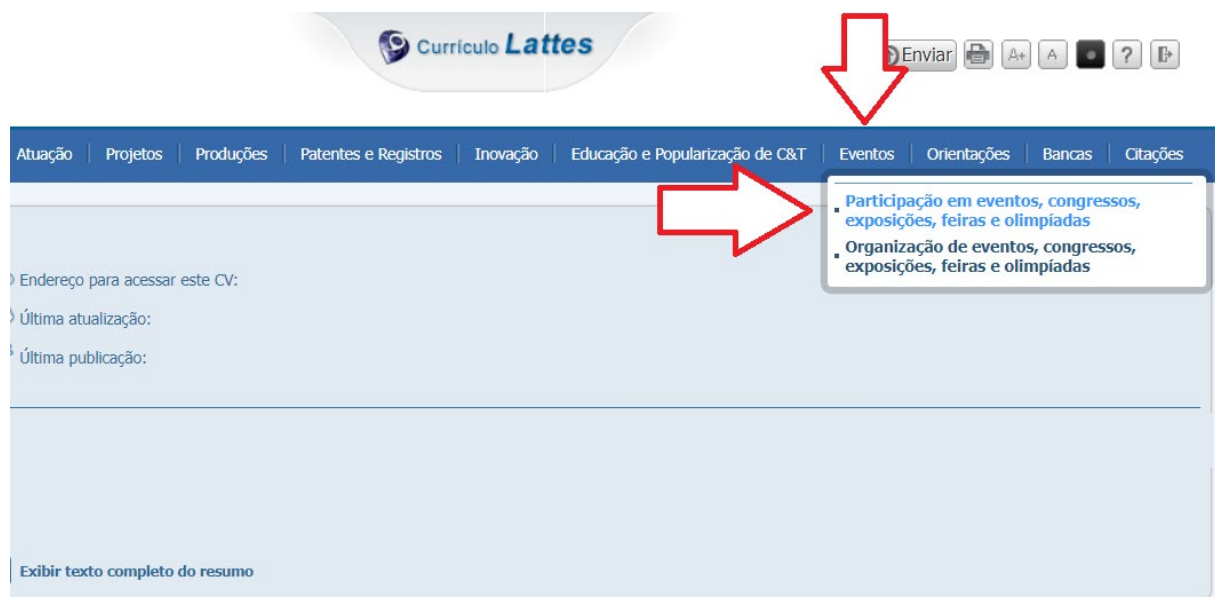 Currículo Lattes
Enviar A+ A ?
Atuação Projetos Produções Patentes e Registros Inovação Educação e Popularização de C&T Eventos Orientações Bancas Citações
Participação em eventos, congressos,
exposições, feiras e olimpíadas
Organização de eventos, congressos,
exposições, feiras e olimpíadas
Endereço para acessar este CV:
Última atualização:
Última publicação:
Exibir texto completo do resumo